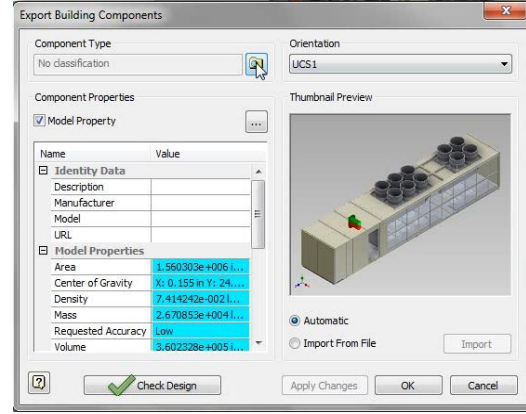 Export Building Components
Component Type
No classification
Orientation
UCS1
Component Properties
Model Property
...
Name Value
Identity Data
Description
Manufacturer
Model
URL
Model Properties
Area 1.560303e+006 i...
Center of Gravity X: 0.155 in Y: 24....
Density 7.414242e-002 l...
Mass 2.670853e+004 l...
Requested Accuracy Low
Volume 3.602328e+005 i...
Thumbnail Preview
Automatic
Import From File
Import
?
Check Design
Apply Changes
OK
Cancel